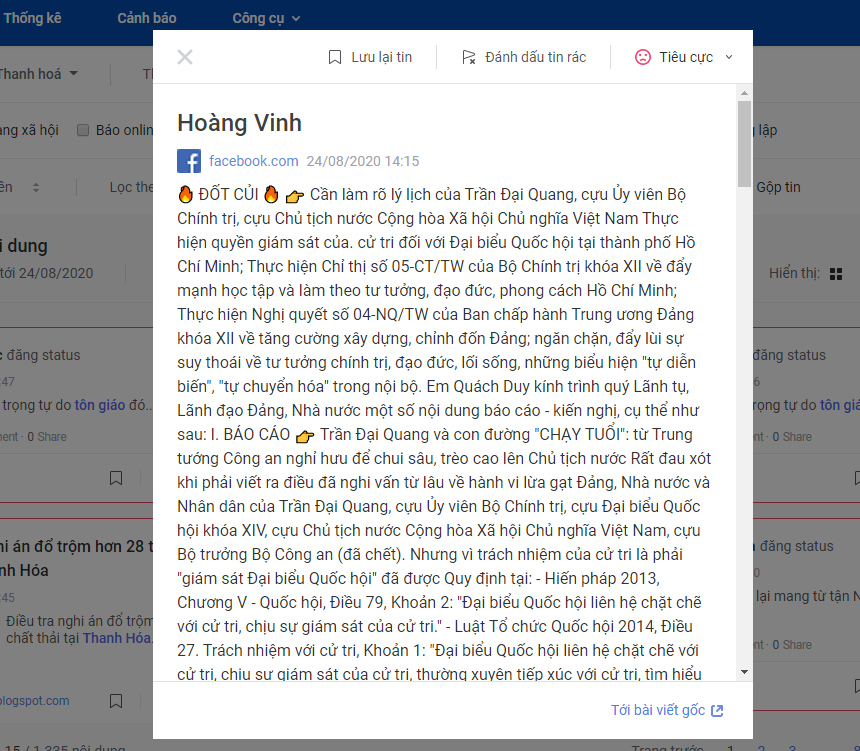 Thống kê Cảnh báo Công cụ
Lưu lại tin Đánh dấu tin rác Tiêu cực
Thanh hoá
Hoàng Vinh
facebook.com 24/08/2020 14:15
🔥 ĐỐT CỦI 🔥 👉 Cần làm rõ lý lịch của Trần Đại Quang, cựu Ủy viên Bộ
Chính trị, cựu Chủ tịch nước Cộng hòa Xã hội Chủ nghĩa Việt Nam Thực
hiện quyền giám sát của. cử tri đối với Đại biểu Quốc hội tại thành phố Hồ
Chí Minh; Thực hiện Chỉ thị số 05-CT/TW của Bộ Chính trị khóa XII về đẩy
mạnh học tập và làm theo tư tưởng, đạo đức, phong cách Hồ Chí Minh;
Thực hiện Nghị quyết số 04-NQ/TW của Ban chấp hành Trung ương Đảng
khóa XII về tăng cường xây dựng, chỉnh đốn Đảng; ngăn chặn, đẩy lùi sự
suy thoái về tư tưởng chính trị, đạo đức, lối sống, những biểu hiện "tự diễn
biến", "tự chuyển hóa" trong nội bộ. Em Quách Duy kính trình quý Lãnh tụ,
Lãnh đạo Đảng, Nhà nước một số nội dung báo cáo - kiến nghị, cụ thể như
sau: I. BÁO CÁO 👉 Trần Đại Quang và con đường "CHẠY TUỔI": từ Trung
tướng Công an nghỉ hưu để chui sâu, trèo cao lên Chủ tịch nước Rất đau xót
khi phải viết ra điều đã nghi vấn từ lâu về hành vi lừa gạt Đảng, Nhà nước và
Nhân dân của Trần Đại Quang, cựu Ủy viên Bộ Chính trị, cựu Đại biểu Quốc
hội khóa XIV, cựu Chủ tịch nước Cộng hòa Xã hội Chủ nghĩa Việt Nam, cựu
Bộ trưởng Bộ Công an (đã chết). Nhưng vì trách nhiệm của cử tri là phải
"giám sát Đại biểu Quốc hội" đã được Quy định tại: - Hiến pháp 2013,
Chương V - Quốc hội, Điều 79, Khoản 2: "Đại biểu Quốc hội liên hệ chặt chẽ
với cử tri, chịu sự giám sát của cử tri." - Luật Tổ chức Quốc hội 2014, Điều
27. Trách nhiệm với cử tri, Khoản 1: "Đại biểu Quốc hội liên hệ chặt chẽ với
cử tri, chịu sự giám sát của cử tri, thường xuyên tiếp xúc với cử tri, tìm hiểu
Tới bài viết gốc
xã hội Báo
lập
Lọc
Gộp tin
dung
tới 24/08/2020
Hiển thị:
đăng status
đăng status
:47
trọng tự do tôn giáo đó...
tự do tôn
0 Share
0 Share
án đổ trộm hơn 28
Hóa
đăng status
:45
Điều tra nghi án đổ trộm
chất thải tại Thanh Hóa.
lại mang từ tận
0 Share
blogspot.com
15 / 1.335 nội dung
Trang trước 1 2 3